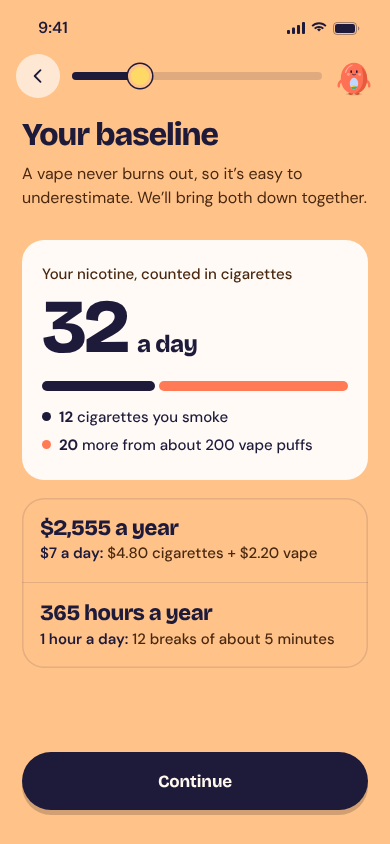 9:41
Your baseline
A vape never burns out, so it’s easy to
underestimate. We’ll bring both down together.
Your nicotine, counted in cigarettes
32 a day
12 cigarettes you smoke
20 more from about 200 vape puffs
$2,555 a year
$7 a day: $4.80 cigarettes + $2.20 vape
365 hours a year
1 hour a day: 12 breaks of about 5 minutes
Continue